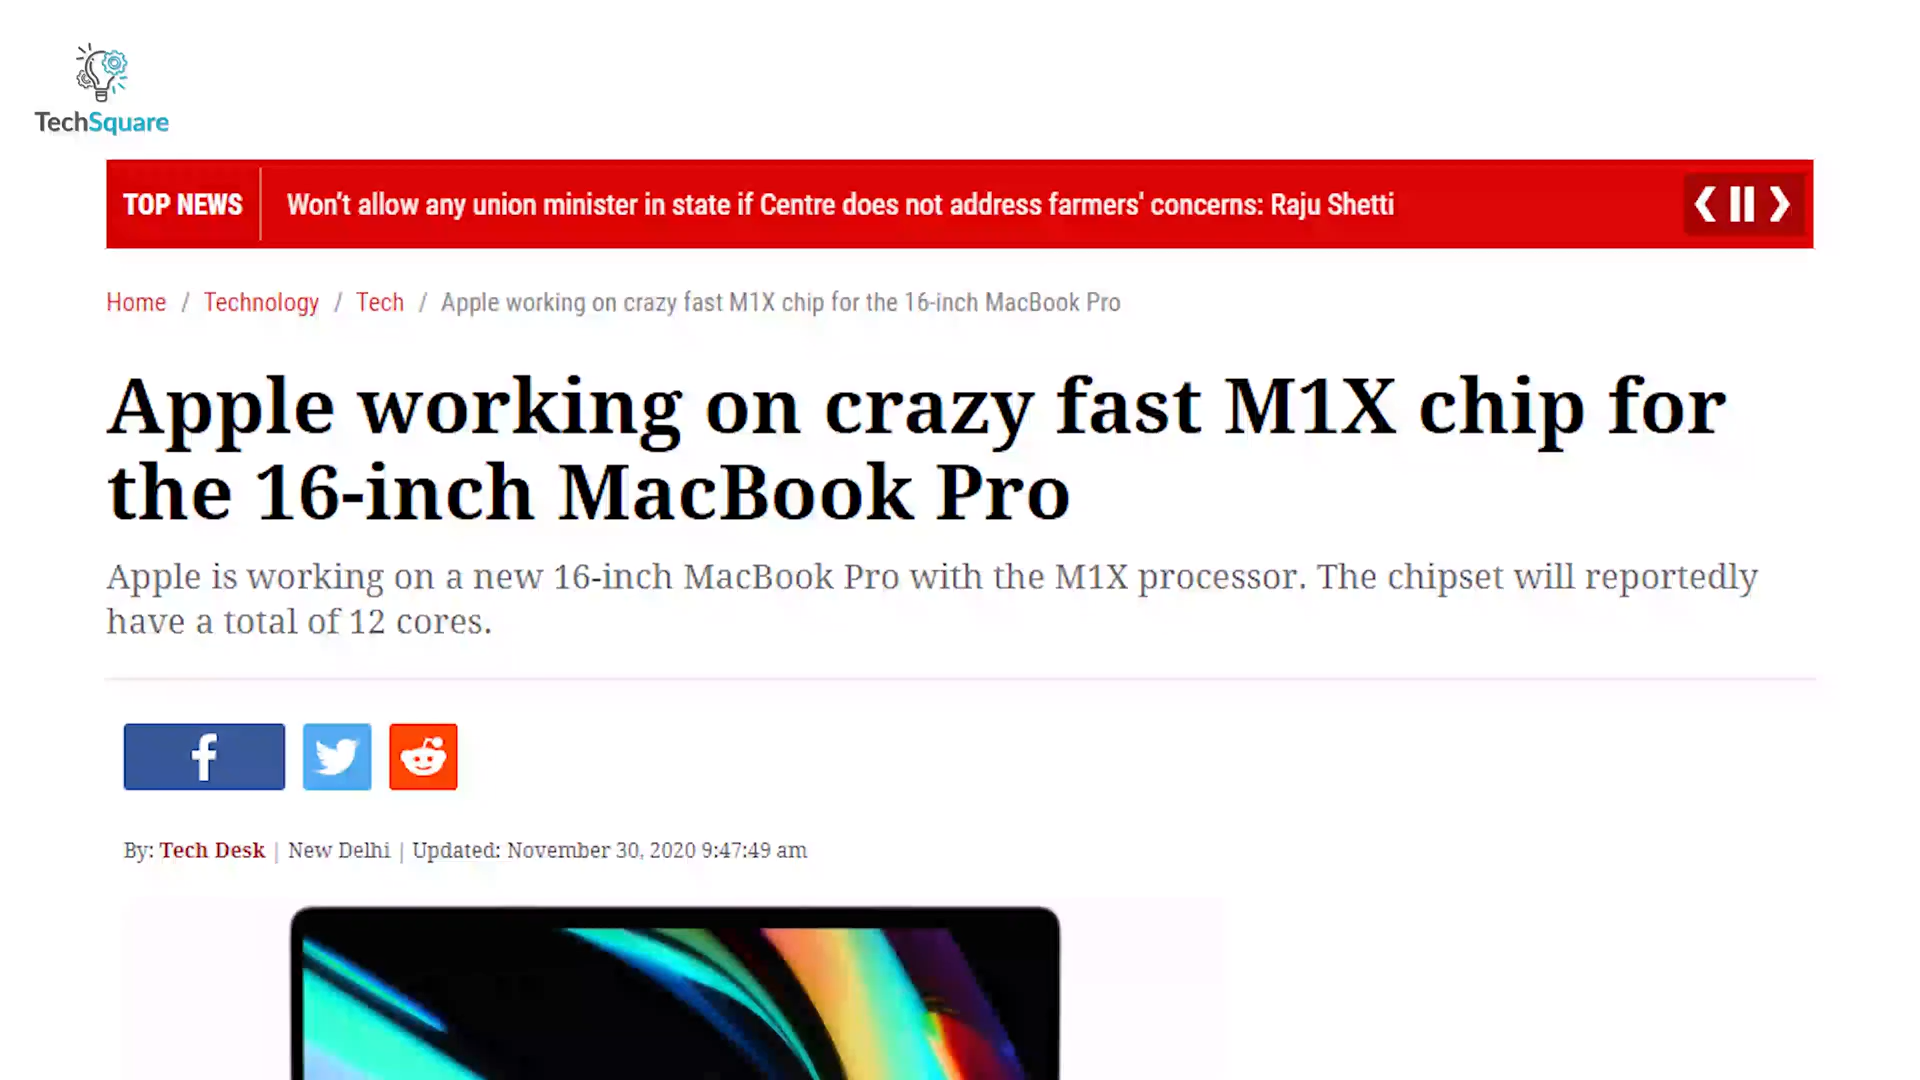 TechSquare
TOP NEWS Won't allow any union minister in state if Centre does not address farmers' concerns: Raju Shetti
Home / Technology / Tech / Apple working on crazy fast M1X chip for the 16-inch MacBook Pro
Apple working on crazy fast M1X chip for
the 16-inch MacBook Pro
Apple is working on a new 16-inch MacBook Pro with the M1X processor. The chipset will reportedly
have a total of 12 cores.
By: Tech Desk | New Delhi | Updated: November 30, 2020 9:47:49 am